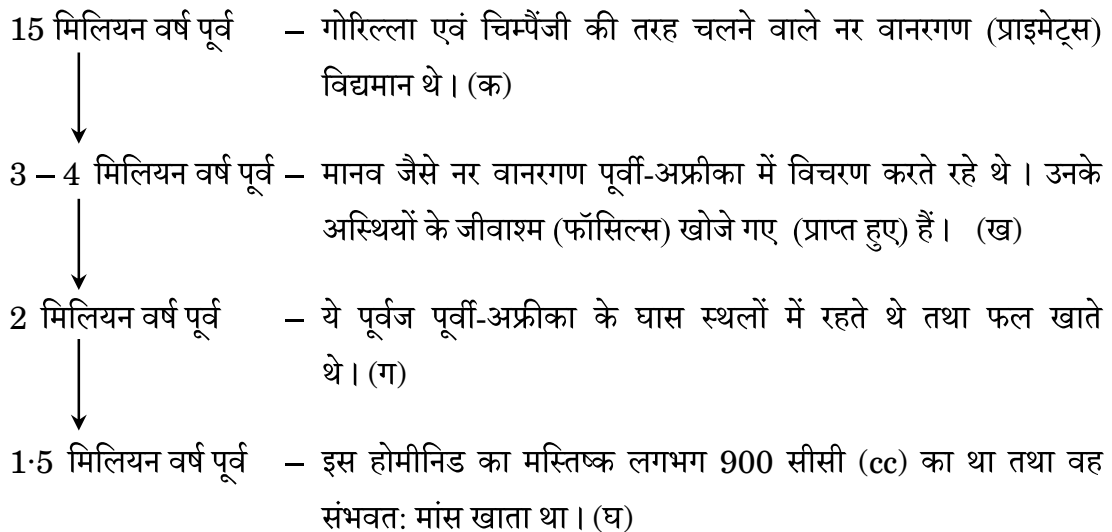 15 मिलियन वर्ष पूर्व – गोरिल्ला एवं चिम्पैंजी की तरह चलने वाले नर वानरगण (प्राइमेट्स)
विद्यमान थे । (क)
3 – 4 मिलियन वर्ष पूर्व – मानव जैसे नर वानरगण पूर्वी-अफ्रीका में विचरण करते रहे थे । उनके
अस्थियों के जीवाश्म (फॉसिल्स) खोजे गए (प्राप्त हुए) हैं । (ख)
2 मिलियन वर्ष पूर्व – ये पूर्वज पूर्वी-अफ्रीका के घास स्थलों में रहते थे तथा फल खाते
थे । (ग)
1·5 मिलियन वर्ष पूर्व – इस होमीनिड का मस्तिष्क लगभग 900 सीसी (cc) का था तथा वह
संभवत: मांस खाता था । (घ)